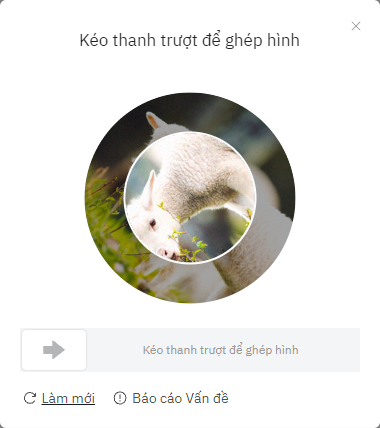 Kéo thanh trượt để ghép hình
Kéo thanh trượt để ghép hình
Làm mới
Báo cáo Vấn đề